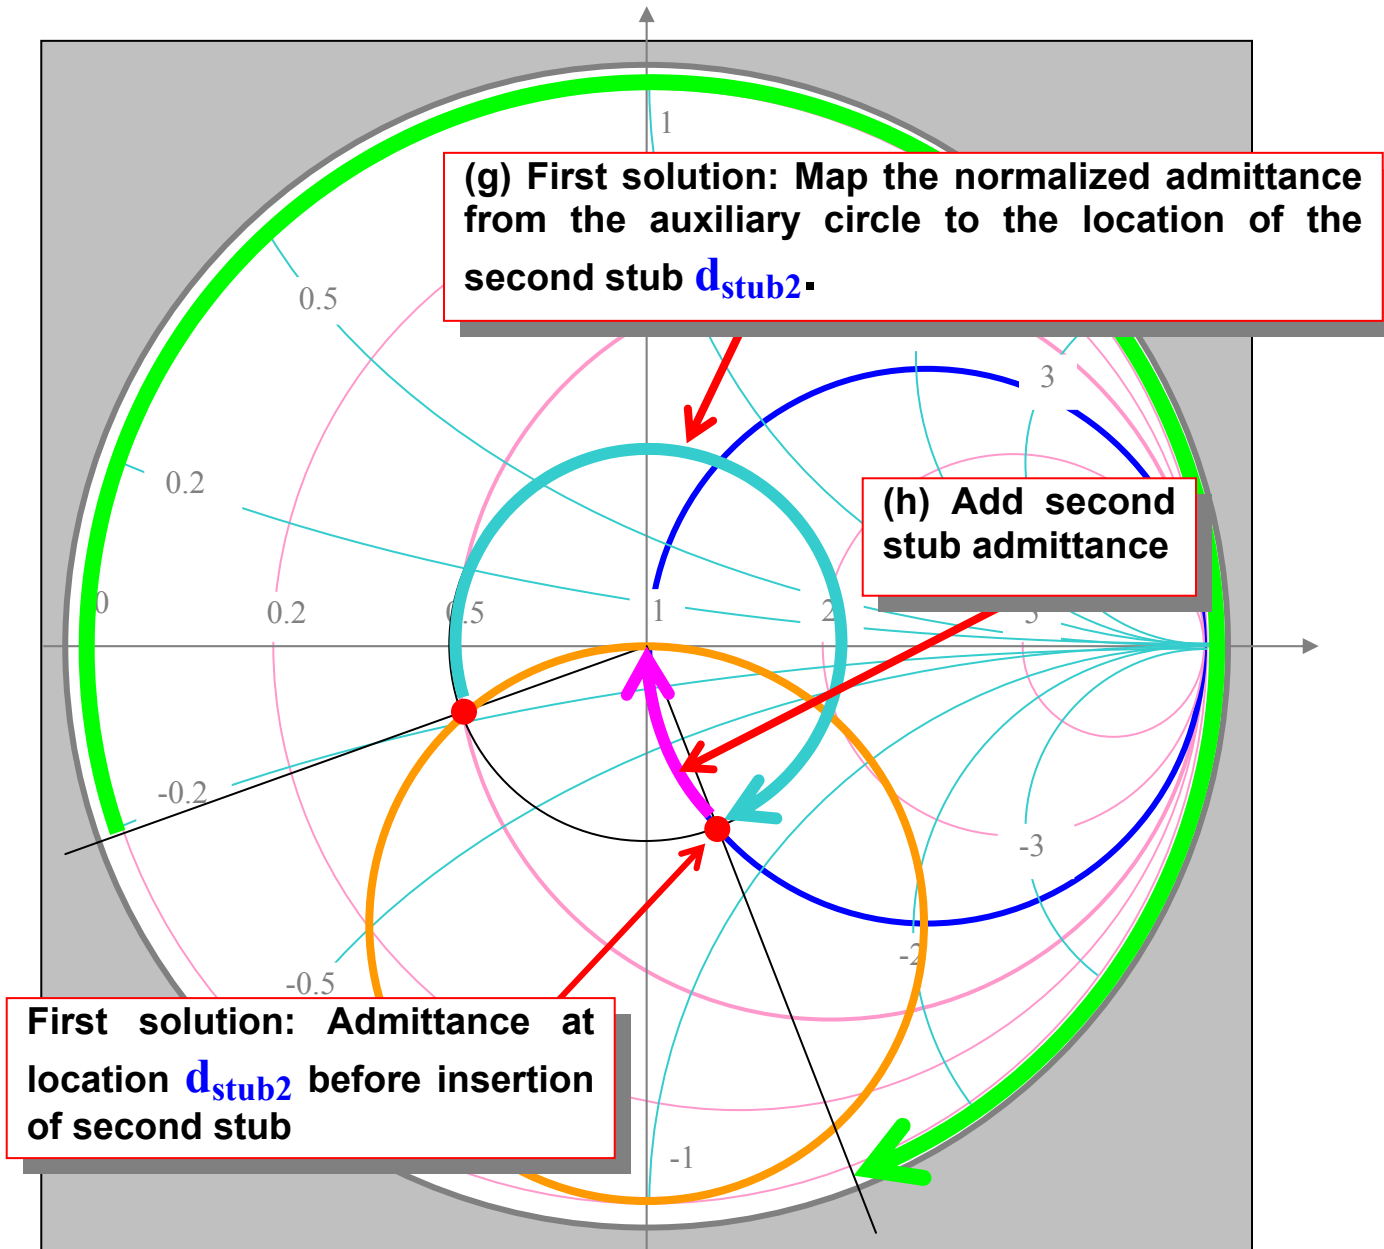 1
(g) First solution: Map the normalized admittance
from the auxiliary circle to the location of the
second stub dstub2.
0.5
3
0.2
(h) Add second
stub admittance
0 0.2 0.5 1 2
-0.2
-3
-2
-0.5
First solution: Admittance at
location dstub2 before insertion
of second stub
-1